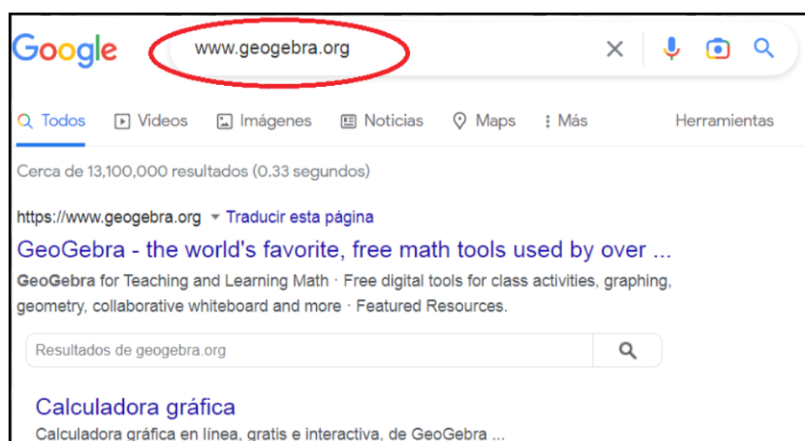 Google www.geogebra.org
Todos Videos Imágenes Noticias Maps Más Herramientas
Cerca de 13,100,000 resultados (0.33 segundos)
https://www.geogebra.org Traducir esta página
GeoGebra - the world's favorite, free math tools used by over ...
GeoGebra for Teaching and Learning Math · Free digital tools for class activities, graphing,
geometry, collaborative whiteboard and more · Featured Resources.
Resultados de geogebra.org
Calculadora gráfica
Calculadora gráfica en línea, gratis e interactiva, de GeoGebra ...